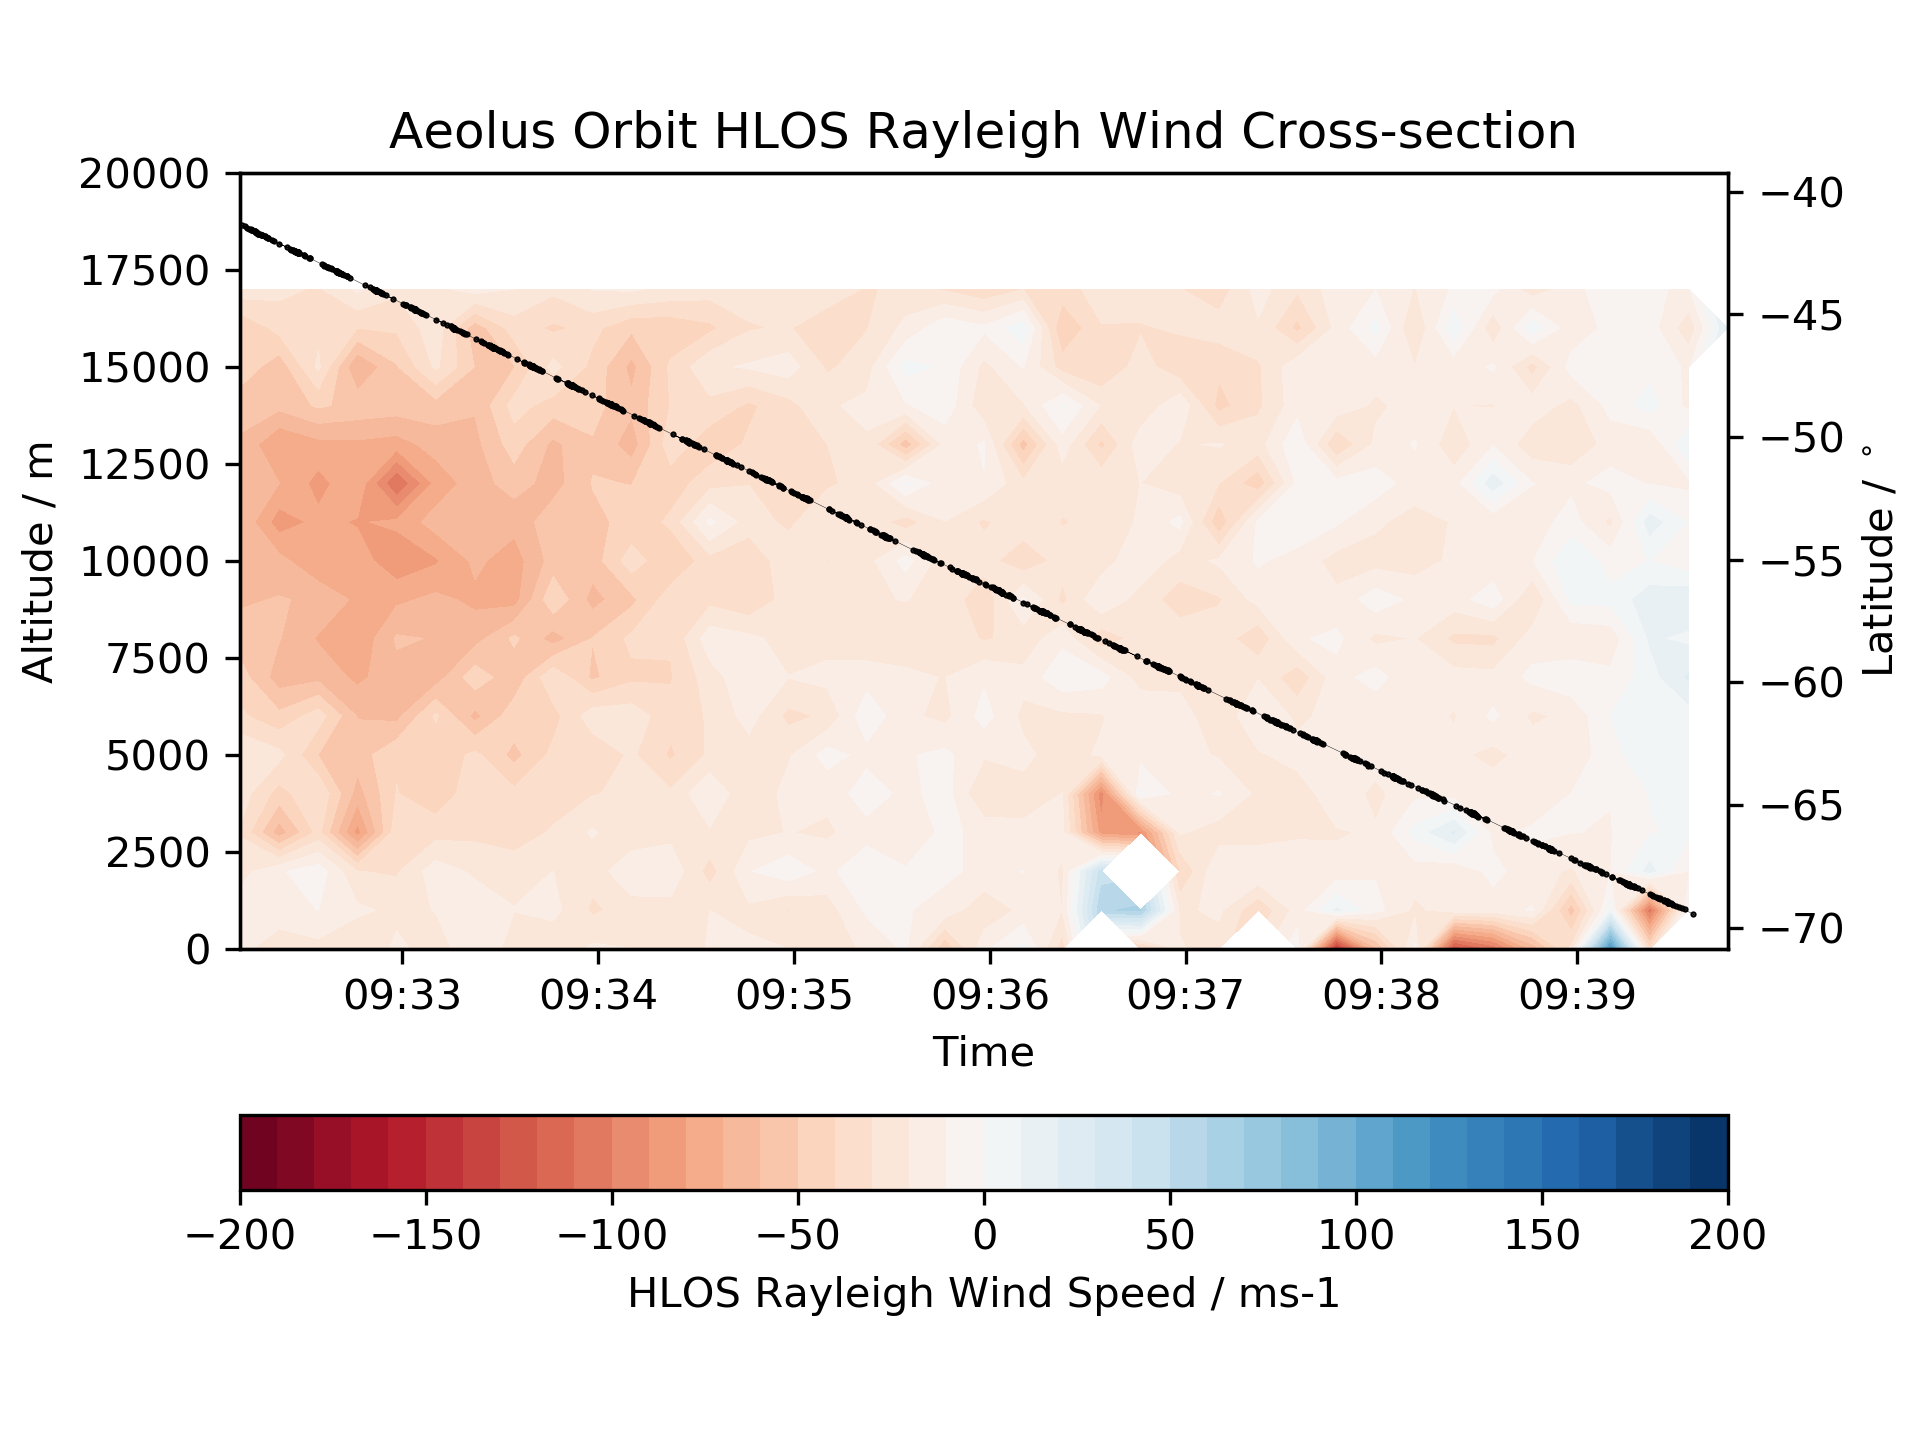 Aeolus Orbit HLOS Rayleigh Wind Cross-section
20000
17500
15000
12500
10000
7500
5000
2500
0
Altitude / m
−40
−45
−50
−55
−60
−65
−70
Latitude / °
09:33 09:34 09:35 09:36 09:37 09:38 09:39
Time
−200 −150 −100 −50 0 50 100 150 200
HLOS Rayleigh Wind Speed / ms-1